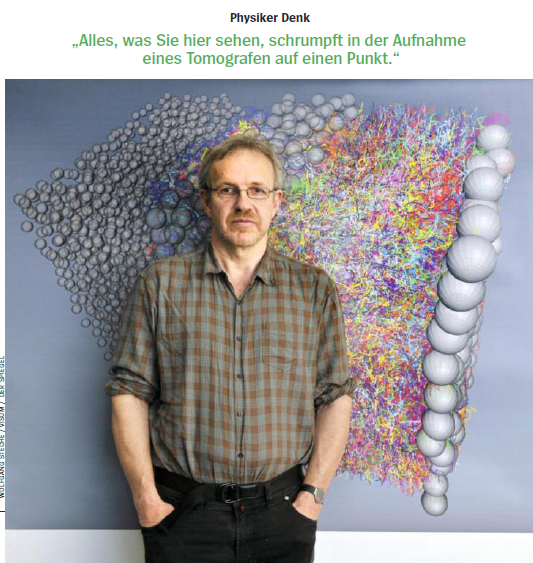 Physiker Denk
„Alles, was Sie hier sehen, schrumpft in der Aufnahme
eines Tomografen auf einen Punkt.“
WOLFGANG STECHE / VISUM / DER SPIEGEL